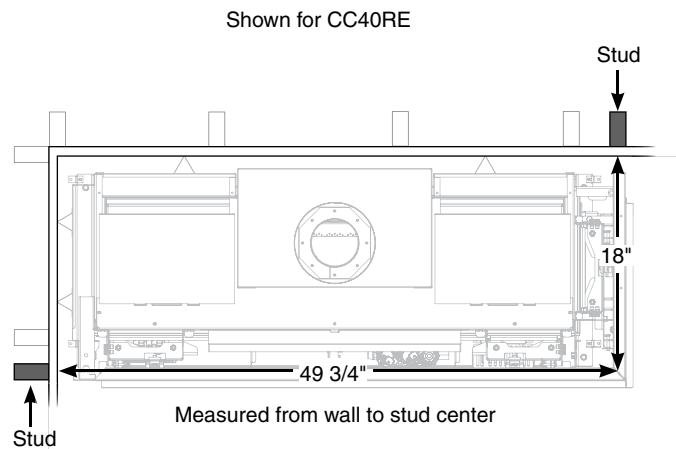 Shown for CC40RE
Stud
18"
49 3/4"
Measured from wall to stud center
Stud